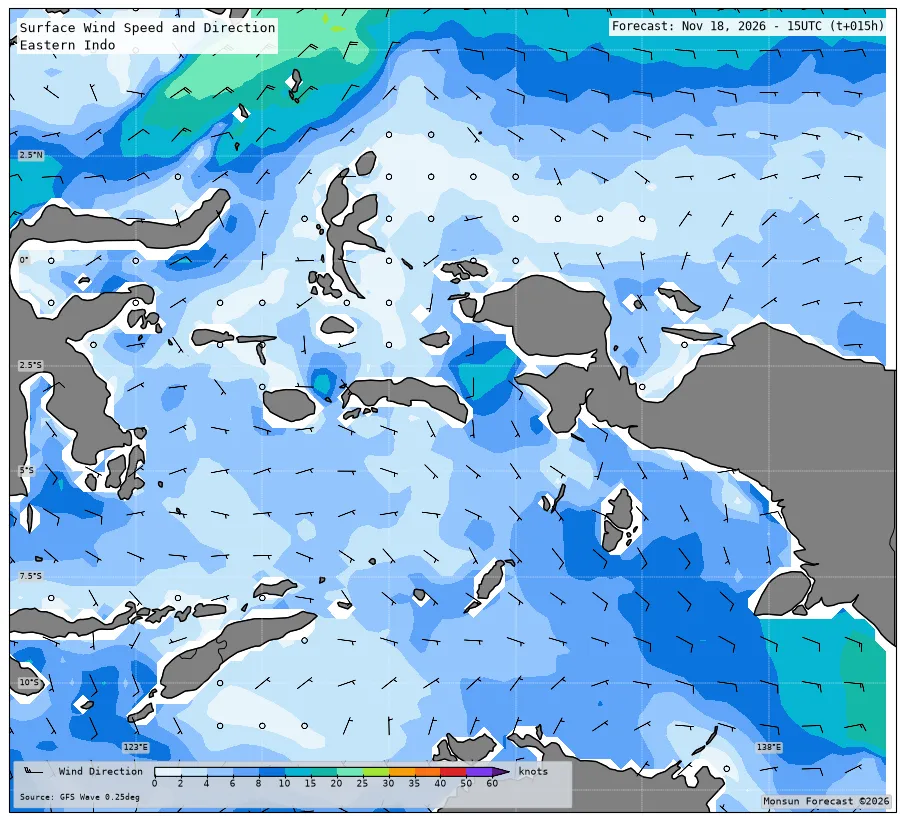 Surface Wind Speed and Direction
Eastern Indo
Forecast: Nov 18, 2026 - 15UTC (t+015h)
2.5°N
0°
2.5°S
5°S
7.5°S
10°S
123°E
138°E
Wind Direction
0 2 4 6 8 10 15 20 25 30 35 40 50 60
knots
Source: GFS Wave 0.25deg
Monsun Forecast ©2026